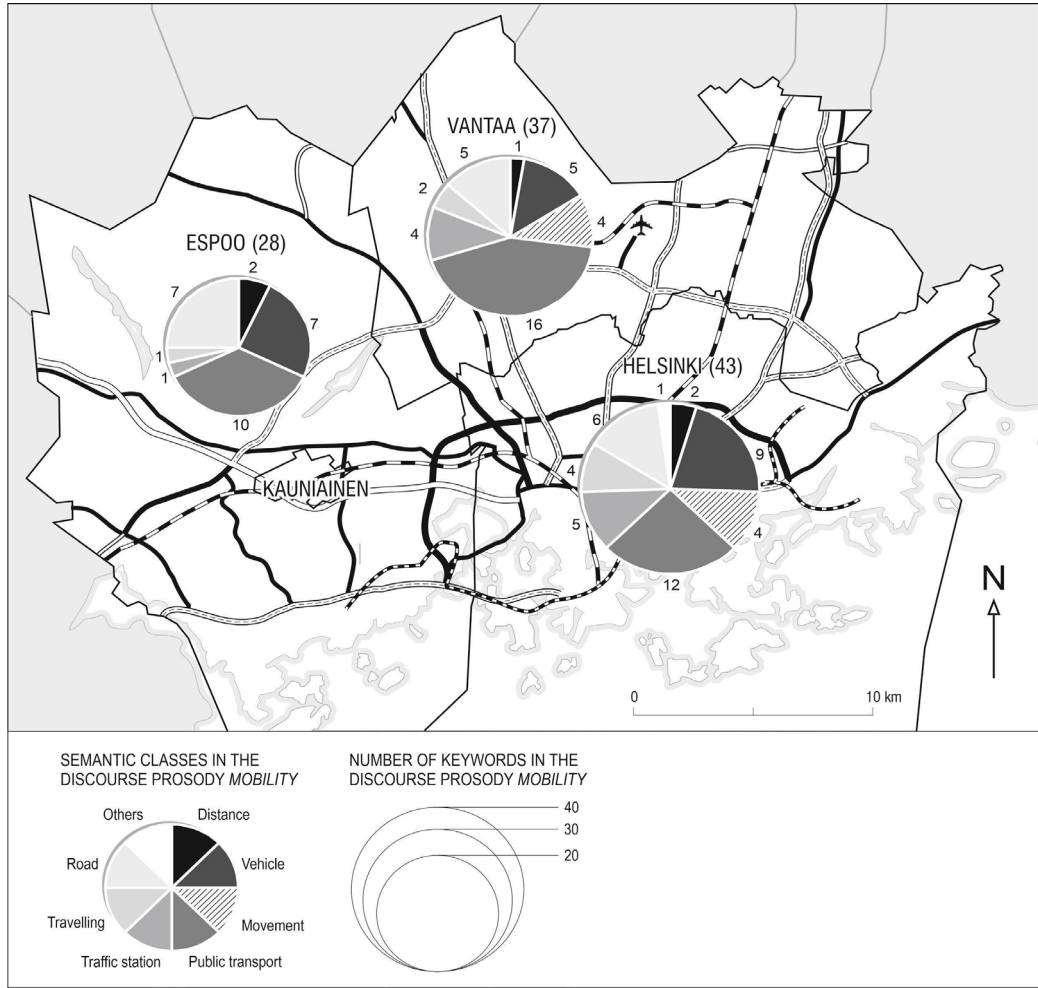 VANTAA (37)
5
1
5
2
4
4
16
ESPOO (28)
2
7
7
1
1
10
HELSINKI (43)
1
2
6
9
4
5
4
12
KAUNIAINEN
N
0
10 km
SEMANTIC CLASSES IN THE
DISCOURSE PROSODY MOBILITY
Others
Distance
Road
Vehicle
Travelling
Movement
Traffic station
Public transport
NUMBER OF KEYWORDS IN THE
DISCOURSE PROSODY MOBILITY
40
30
20